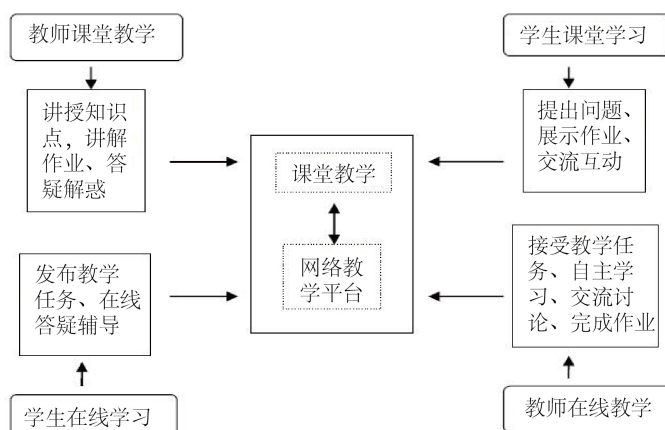 教师课堂教学
学生课堂学习
讲授知识
点，讲解
作业、答
疑解惑
提出问题、
展示作业、
交流互动
课堂教学
网络教
学平台
发布教学
任务、在线
答疑辅导
接受教学任
务、自主学
习、交流讨
论、完成作业
学生在线学习
教师在线教学